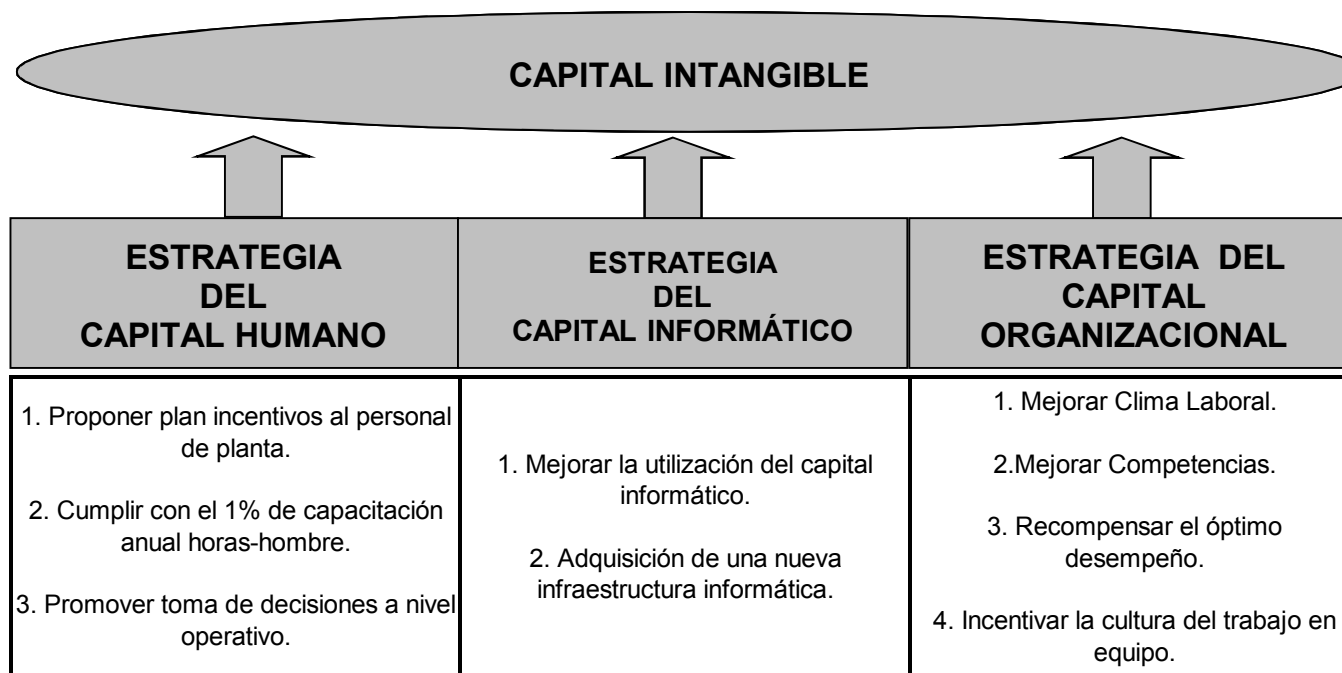 CAPITAL INTANGIBLE
ESTRATEGIA
DEL
CAPITAL HUMANO
ESTRATEGIA
DEL
CAPITAL INFORMÁTICO
ESTRATEGIA DEL
CAPITAL
ORGANIZACIONAL
1. Proponer plan incentivos al personal
de planta.
2. Cumplir con el 1% de capacitación
anual horas-hombre.
3. Promover toma de decisiones a nivel
operativo.
1. Mejorar la utilización del capital
informático.
2. Adquisición de una nueva
infraestructura informática.
1. Mejorar Clima Laboral.
2.Mejorar Competencias.
3. Recompensar el óptimo
desempeño.
4. Incentivar la cultura del trabajo en
equipo.